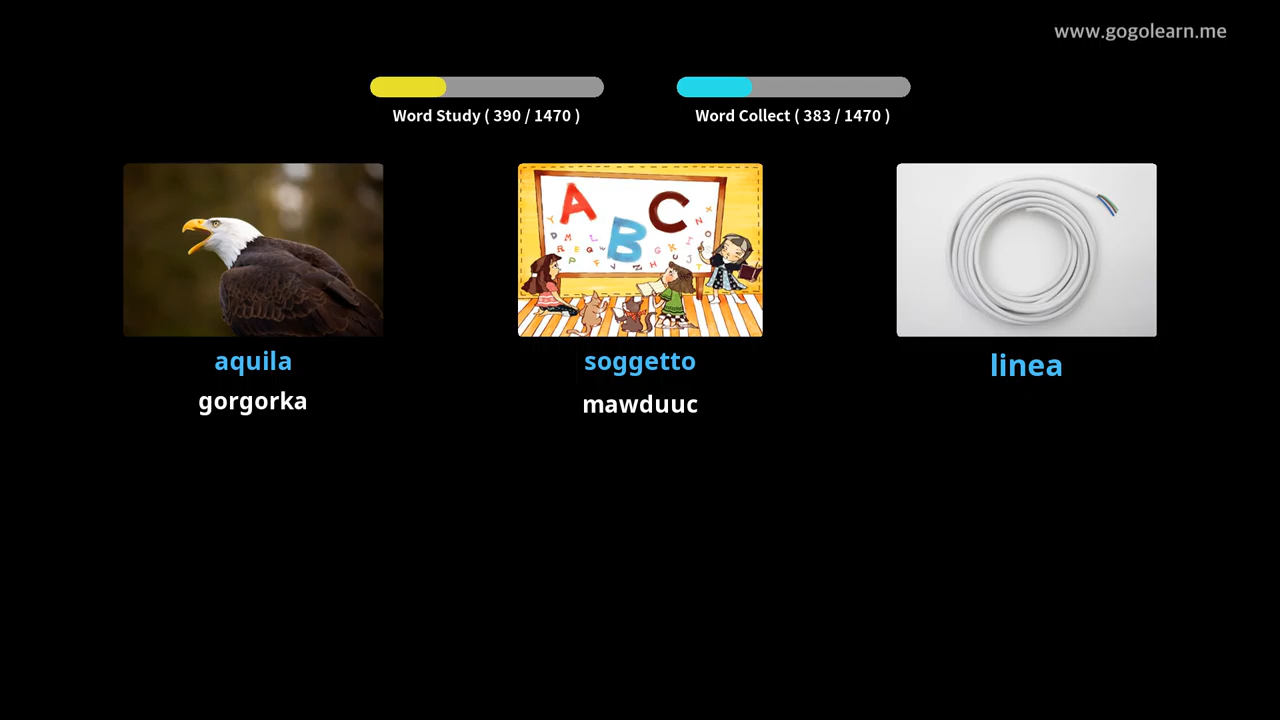 www.gogolearn.me
Word Study ( 390 / 1470 )
Word Collect ( 383 / 1470 )
A B C
aquila
gorgorka
soggetto
mawduuc
linea